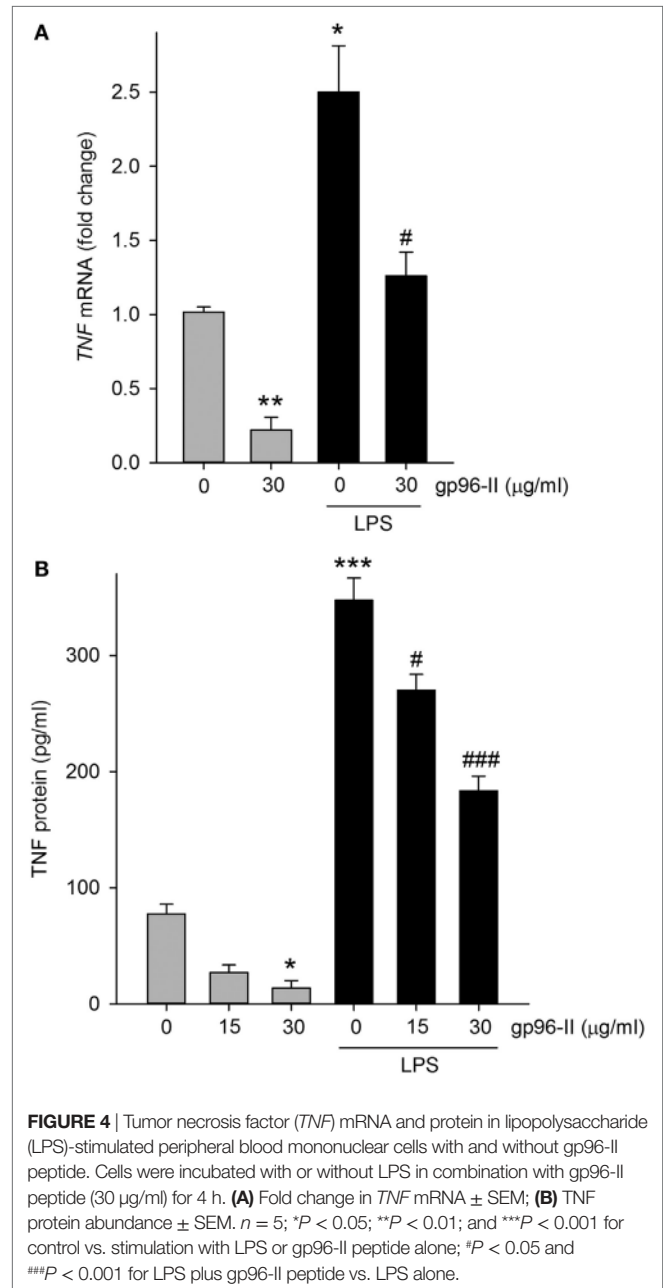 A
TNF mRNA (fold change)
2.5
2.0
1.5
1.0
0.5
0.0
*
**
#
0 30 0 30 gp96-II (μg/ml)
LPS
B
TNF protein (pg/ml)
300
200
100
0
***
#
###
*
0 15 30 0 15 30 gp96-II (μg/ml)
LPS
FIGURE 4 | Tumor necrosis factor (TNF) mRNA and protein in lipopolysaccharide
(LPS)-stimulated peripheral blood mononuclear cells with and without gp96-II
peptide. Cells were incubated with or without LPS in combination with gp96-II
peptide (30 μg/ml) for 4 h. (A) Fold change in TNF mRNA ± SEM; (B) TNF
protein abundance ± SEM. n = 5; *P < 0.05; **P < 0.01; and ***P < 0.001 for
control vs. stimulation with LPS or gp96-II peptide alone; #P < 0.05 and
###P < 0.001 for LPS plus gp96-II peptide vs. LPS alone.